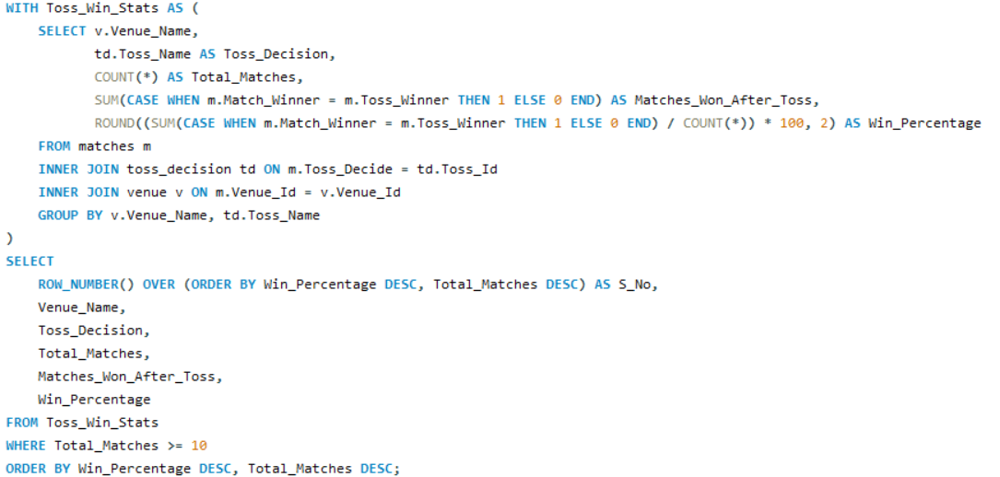 WITH Toss_Win_Stats AS (
    SELECT v.Venue_Name,
           td.Toss_Name AS Toss_Decision,
           COUNT(*) AS Total_Matches,
           SUM(CASE WHEN m.Match_Winner = m.Toss_Winner THEN 1 ELSE 0 END) AS Matches_Won_After_Toss,
           ROUND((SUM(CASE WHEN m.Match_Winner = m.Toss_Winner THEN 1 ELSE 0 END) / COUNT(*)) * 100, 2) AS Win_Percentage
    FROM matches m
    INNER JOIN toss_decision td ON m.Toss_Decide = td.Toss_Id
    INNER JOIN venue v ON m.Venue_Id = v.Venue_Id
    GROUP BY v.Venue_Name, td.Toss_Name
)
SELECT
    ROW_NUMBER() OVER (ORDER BY Win_Percentage DESC, Total_Matches DESC) AS S_No,
    Venue_Name,
    Toss_Decision,
    Total_Matches,
    Matches_Won_After_Toss,
    Win_Percentage
FROM Toss_Win_Stats
WHERE Total_Matches >= 10
ORDER BY Win_Percentage DESC, Total_Matches DESC;